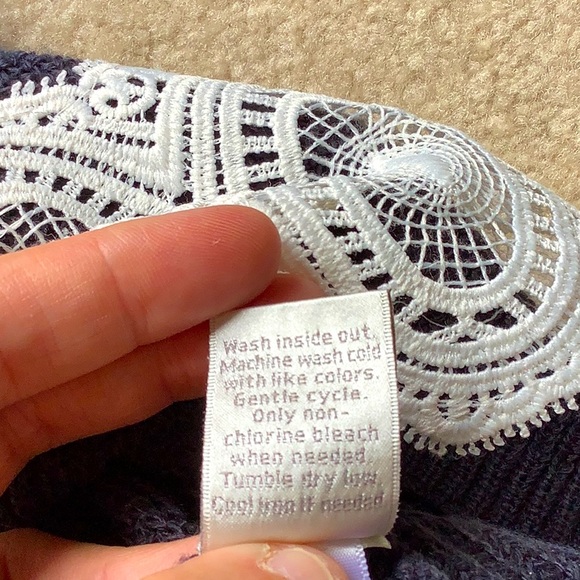 Wash inside out.
Machine wash cold
with like colors.
Gentle cycle.
Only non-
chlorine bleach
when needed
Tumble dry low.
Cool iron if needed